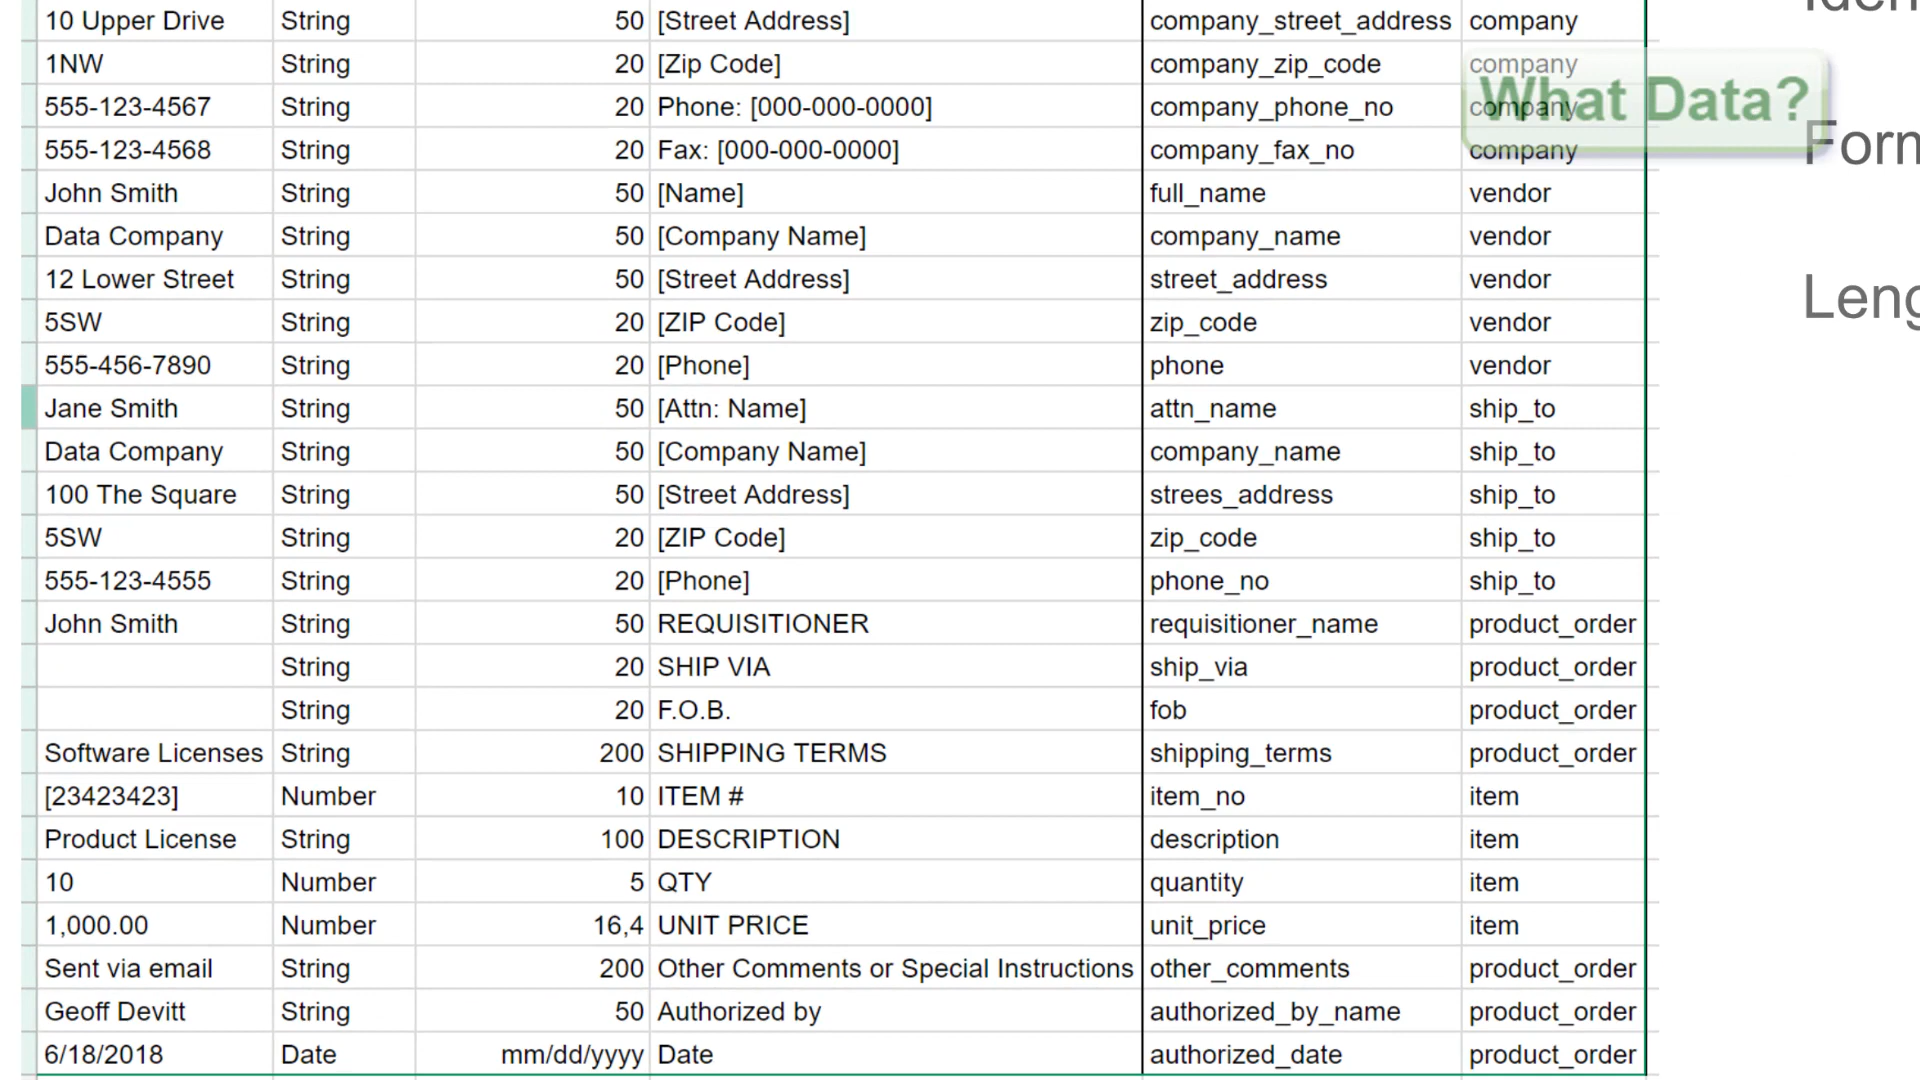 10 Upper Drive String 50 [Street Address] company_street_address company
1NW String 20 [Zip Code] company_zip_code company
555-123-4567 String 20 Phone: [000-000-0000] company_phone_no company
What Data?
555-123-4568 String 20 Fax: [000-000-0000] company_fax_no company
John Smith String 50 [Name] full_name vendor
Data Company String 50 [Company Name] company_name vendor
12 Lower Street String 50 [Street Address] street_address vendor
5SW String 20 [ZIP Code] zip_code vendor
555-456-7890 String 20 [Phone] phone vendor
Jane Smith String 50 [Attn: Name] attn_name ship_to
Data Company String 50 [Company Name] company_name ship_to
100 The Square String 50 [Street Address] strees_address ship_to
5SW String 20 [ZIP Code] zip_code ship_to
555-123-4555 String 20 [Phone] phone_no ship_to
John Smith String 50 REQUISITIONER requisitioner_name product_order
String 20 SHIP VIA ship_via product_order
String 20 F.O.B. fob product_order
Software Licenses String 200 SHIPPING TERMS shipping_terms product_order
[23423423] Number 10 ITEM # item_no item
Product License String 100 DESCRIPTION description item
10 Number 5 QTY quantity item
1,000.00 Number 16,4 UNIT PRICE unit_price item
Sent via email String 200 Other Comments or Special Instructions other_comments product_order
Geoff Devitt String 50 Authorized by authorized_by_name product_order
6/18/2018 Date mm/dd/yyyy Date authorized_date product_order